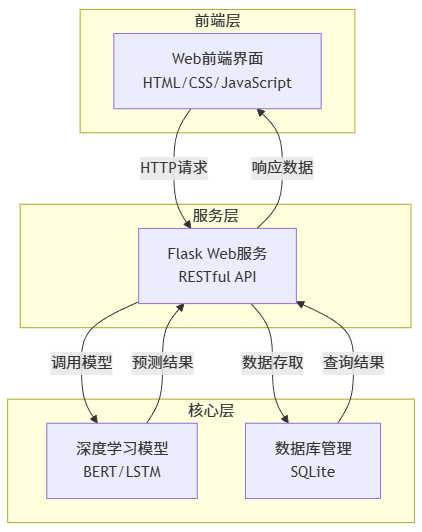 前端层
Web前端界面
HTML/CSS/JavaScript
HTTP请求
响应数据
服务层
Flask Web服务
RESTful API
调用模型
预测结果
数据存取
查询结果
核心层
深度学习模型
BERT/LSTM
数据库管理
SQLite